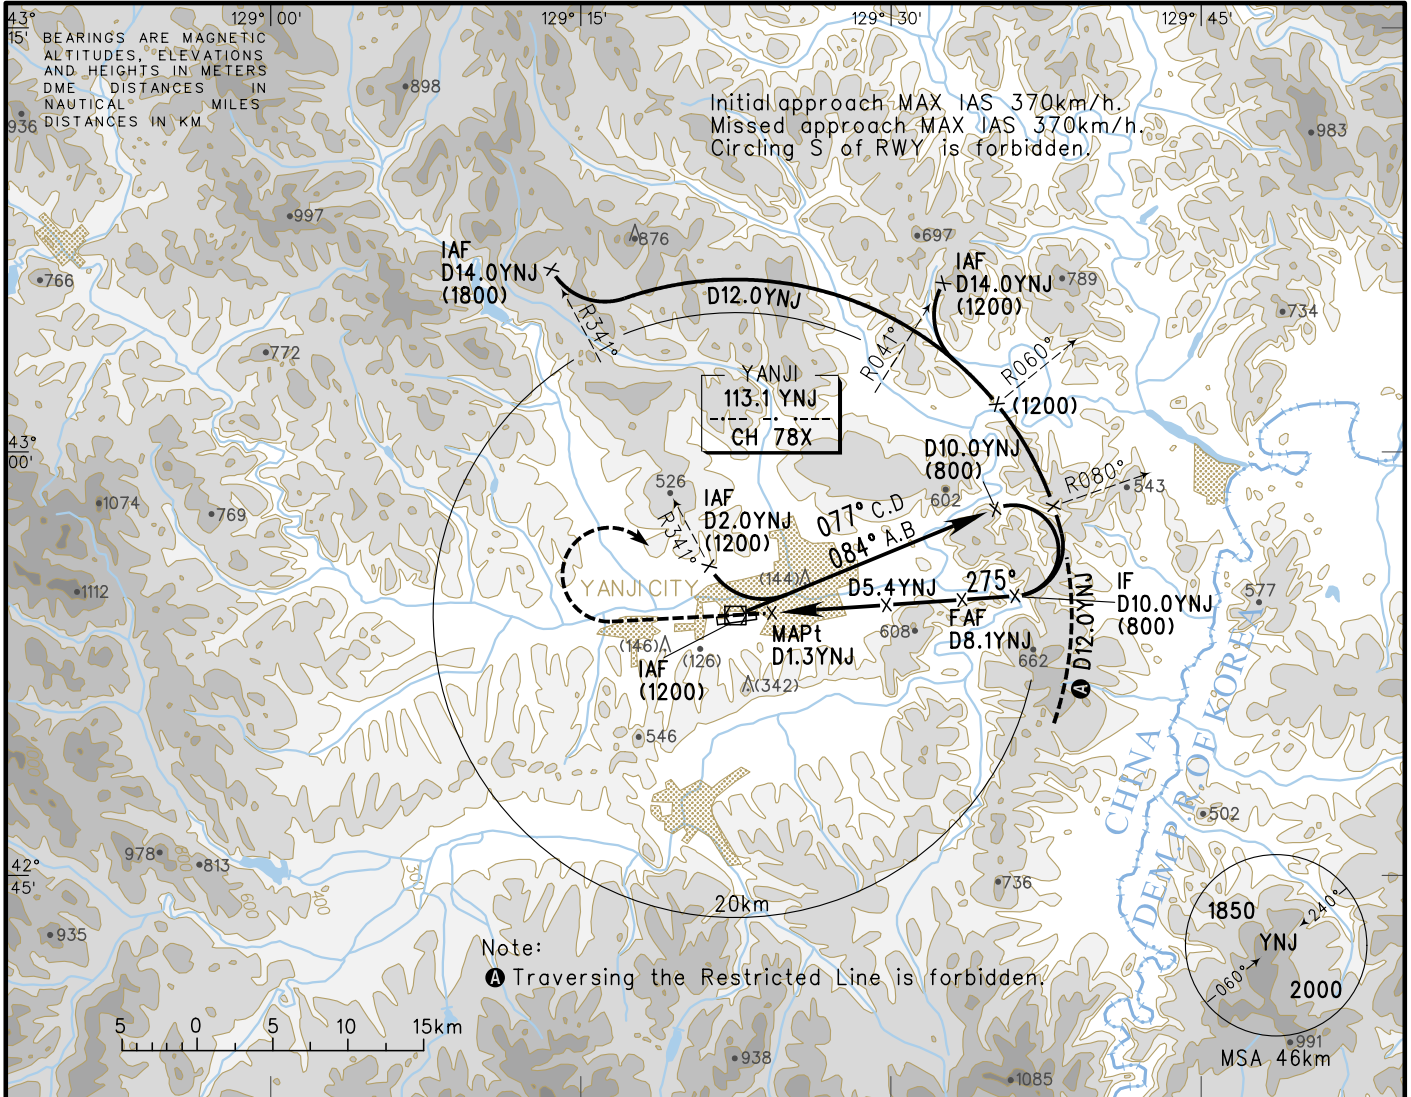 43°
15'
129° 00'
129° 15'
129° 30'
129° 45'
BEARINGS ARE MAGNETIC
ALTITUDES, ELEVATIONS
AND HEIGHTS IN METERS
DME DISTANCES IN
NAUTICAL MILES
DISTANCES IN KM
Initial approach MAX IAS 370km/h.
Missed approach MAX IAS 370km/h.
Circling S of RWY is forbidden.
898
936
983
997
876
697
766
789
734
772
IAF
D14.0YNJ
(1800)
R341°
D12.0YNJ
IAF
D14.0YNJ
(1200)
R041°
R060°
(1200)
YANJI
113.1 YNJ
CH 78X
43°
00'
D10.0YNJ
(800)
R080°
602
543
526
1074
769
1112
IAF
D2.0YNJ
(1200)
R341°
077° C.D
084° A.B
YANJI CITY
(144)
D5.4YNJ
275°
FAF
D8.1YNJ
IF
D10.0YNJ
(800)
577
608
662
MAPt
D1.3YNJ
(146)
(126)
(342)
IAF
(1200)
A D12.0YNJ
546
CHINA
DEM.P.R.OF KOREA
502
978
813
600
600
400
300
42°
45'
736
935
20km
Note:
A Traversing the Restricted Line is forbidden.
5 0 5 10 15km
938
1085
991
1850
240°
YNJ
060°
2000
MSA 46km